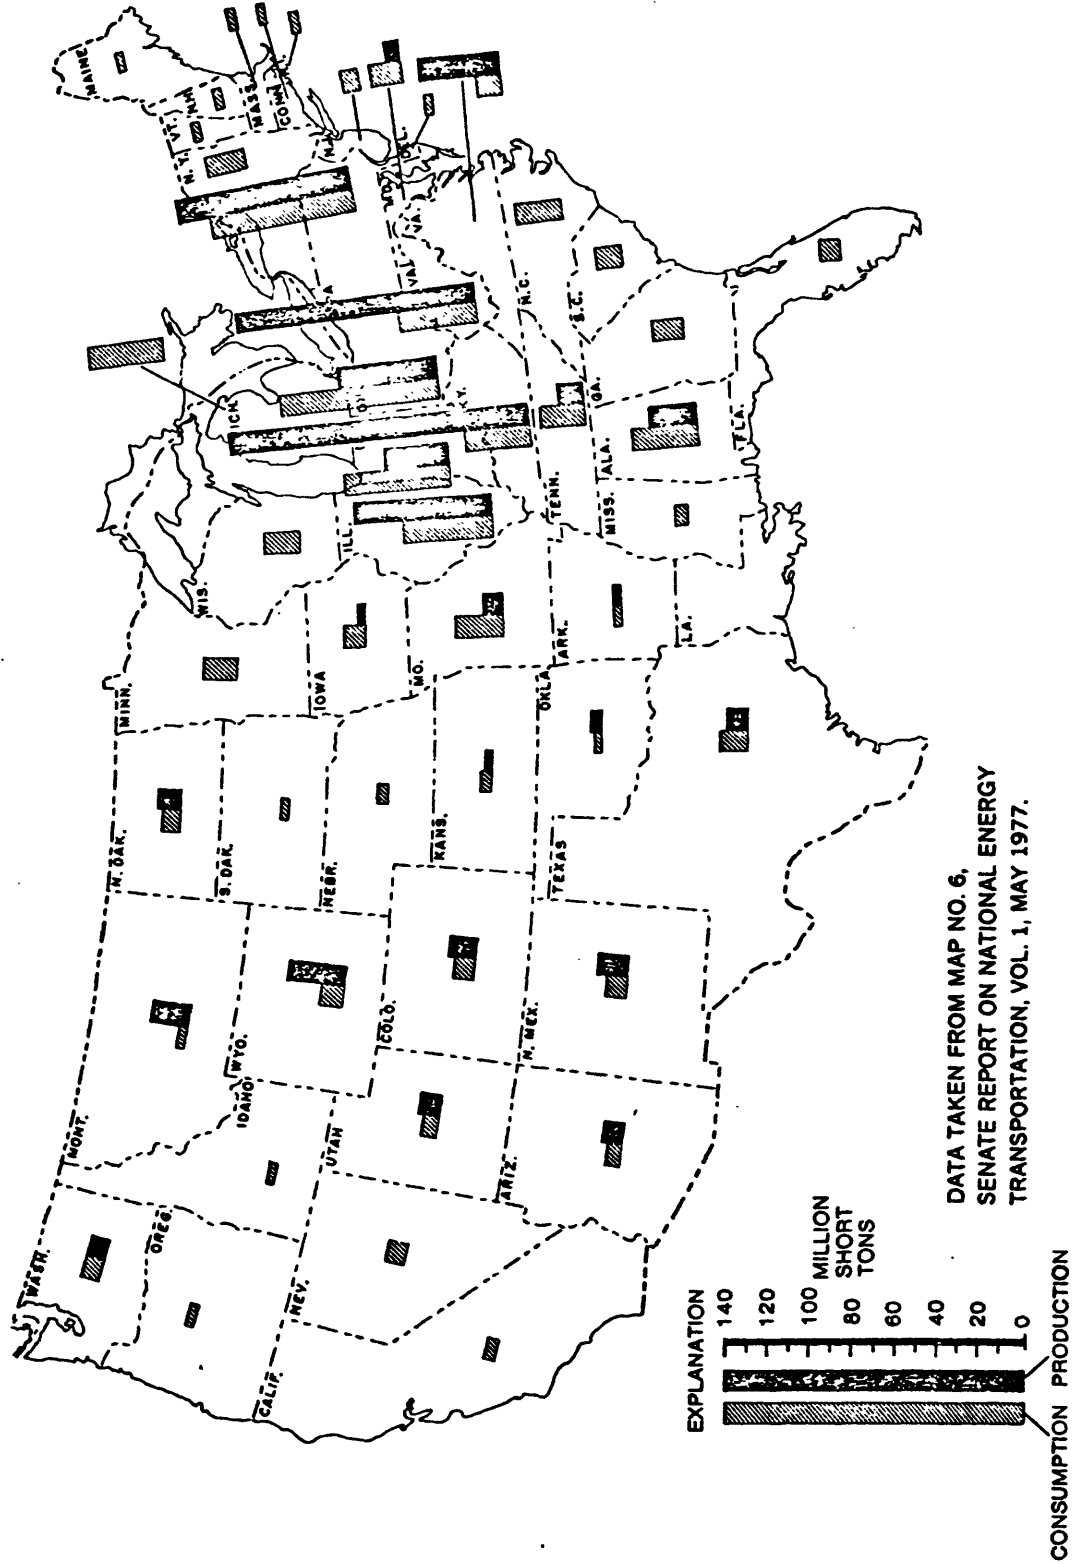 WASH.
OREG.
CALIF.
NEV.
IDAHO
MONT.
WYO.
UTAH
COLO.
ARIZ.
N. MEX.
N. DAK.
S. DAK.
NEBR.
KANS.
OKLA
TEXAS
MINN.
IOWA
MO.
ARK.
LA.
WIS.
ILL
MICH.
KY.
TENN.
MISS.
ALA.
GA.
FLA.
S.C.
N.C.
VA.
N.Y.
VT.
NH
MAINE
MASS.
CONN.
EXPLANATION
140
120
100
80
60
40
20
0
MILLION
SHORT
TONS
CONSUMPTION
PRODUCTION
DATA TAKEN FROM MAP NO. 6,
SENATE REPORT ON NATIONAL ENERGY
TRANSPORTATION, VOL. 1, MAY 1977.